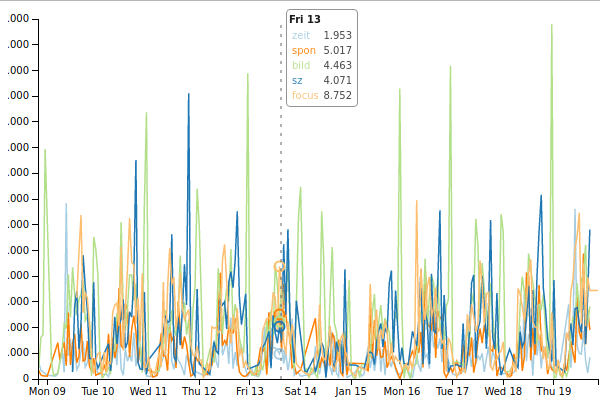 .000
.000
.000
.000
.000
.000
.000
.000
.000
.000
.000
.000
.000
.000
0
Fri 13
zeit 1.953
spon 5.017
bild 4.463
sz 4.071
focus 8.752
Mon 09 Tue 10 Wed 11 Thu 12 Fri 13 Sat 14 Jan 15 Mon 16 Tue 17 Wed 18 Thu 19